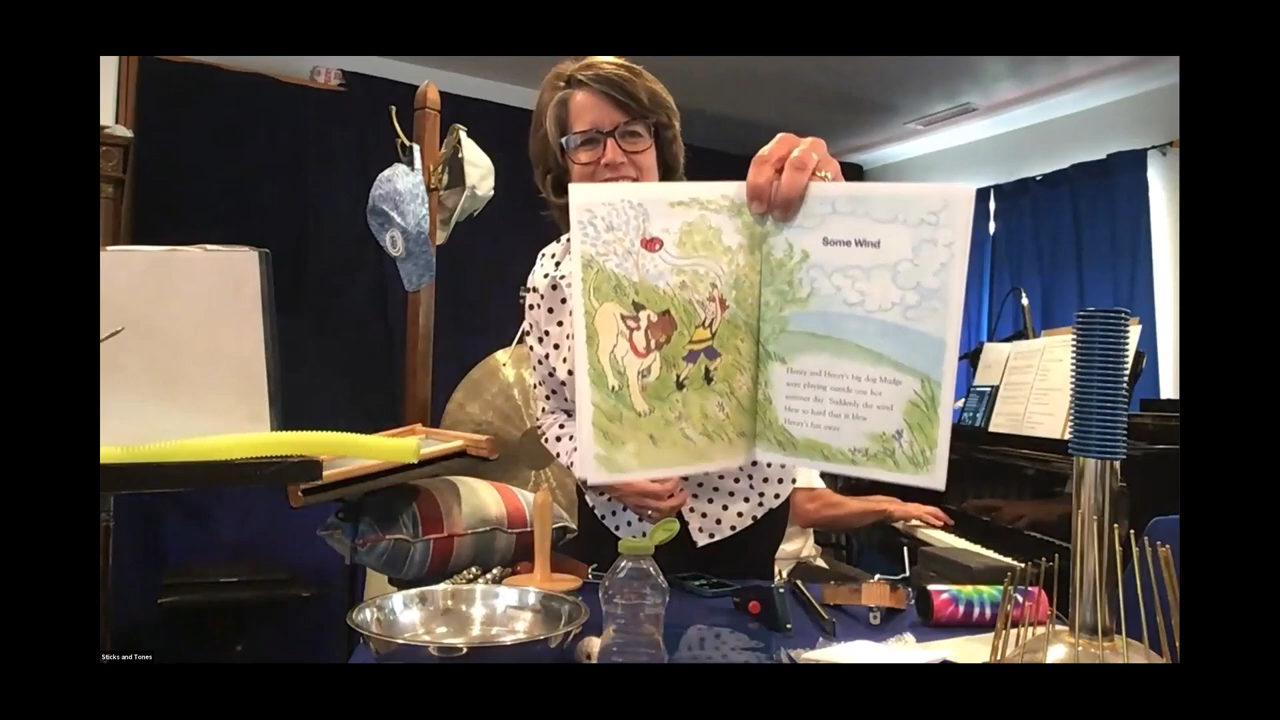 Some Wind
Henry and Henry's big dog Mudge
were playing outside one hot
summer day. Suddenly the wind
blew so hard that it blew
Henry's hat away.
Sticks and Tones